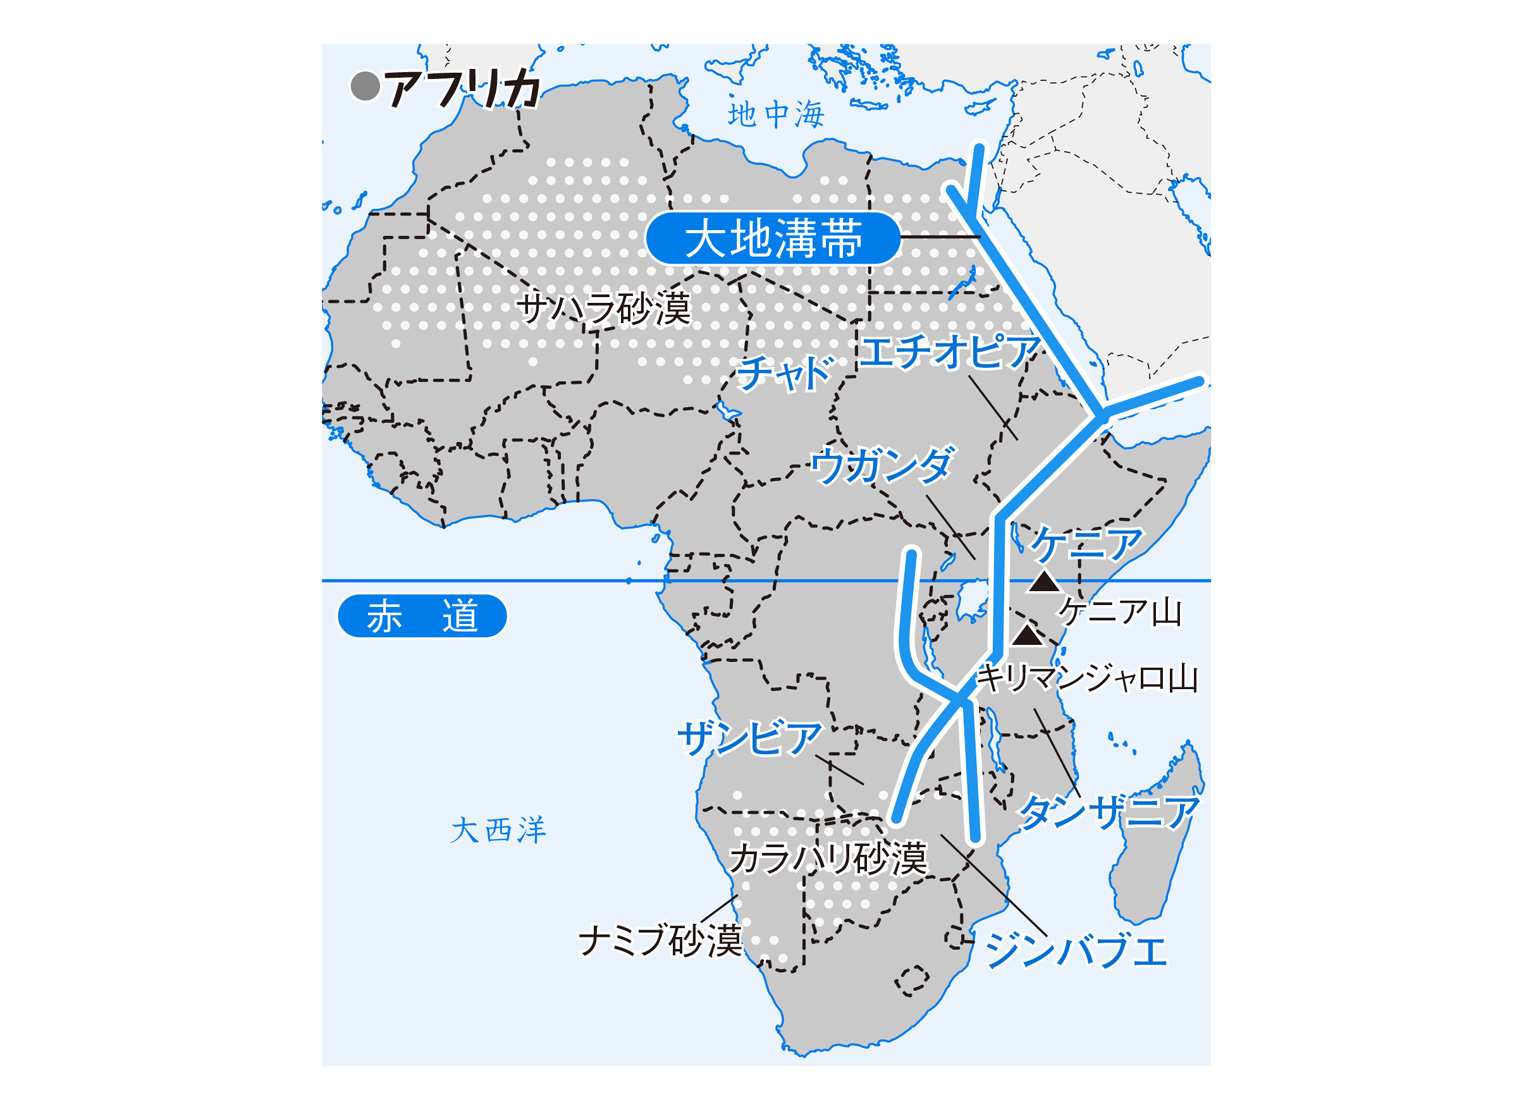 アフリカ
地中海
大地溝帯
サハラ砂漠
エチオピア
チャド
ウガンダ
ケニア
赤 道
ケニア山
キリマンジャロ山
ザンビア
タンザニア
大西洋
カラハリ砂漠
ナミブ砂漠
ジンバブエ